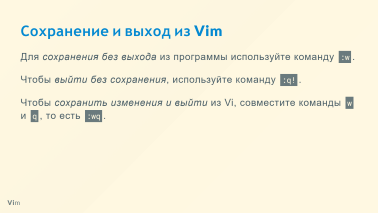 Сохранение и выход из Vim
Для сохранения без выхода из программы используйте команду :w.
Чтобы выйти без сохранения, используйте команду :q!.
Чтобы сохранить изменения и выйти из Vi, совместите команды w
и q, то есть :wq.
Vim